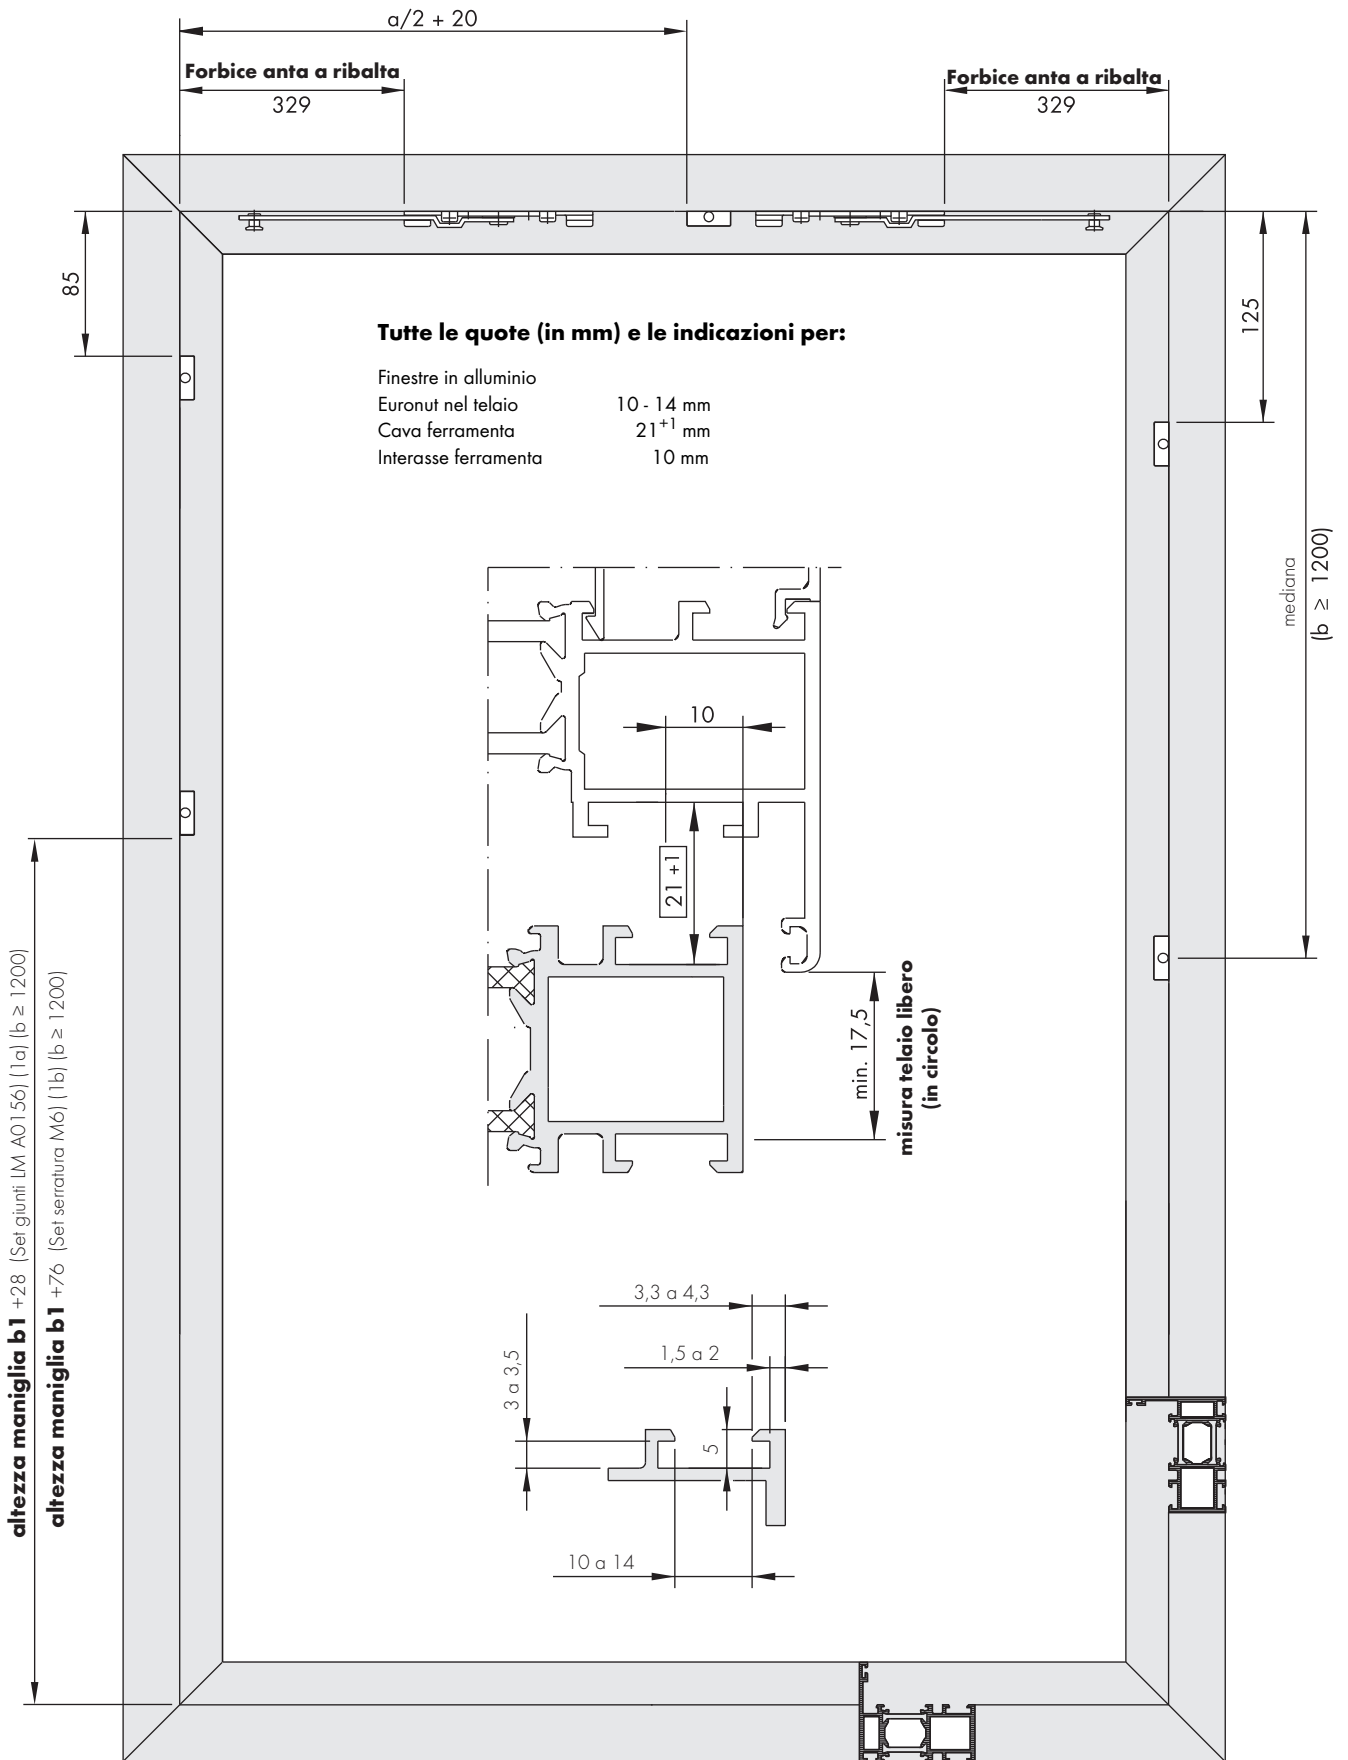 a/2 + 20
Forbice anta a ribalta
329
Forbice anta a ribalta
329
85
125
mediana
(b ≥ 1200)
Tutte le quote (in mm) e le indicazioni per:
Finestre in alluminio
Euronut nel telaio 10 - 14 mm
Cava ferramenta 21+1 mm
Interasse ferramenta 10 mm
10
21 +1
min. 17,5
misura telaio libero
(in circolo)
altezza maniglia b1 +28 (Set giunti LM A0156) (1a) (b ≥ 1200)
altezza maniglia b1 +76 (Set serratura M6) (1b) (b ≥ 1200)
3,3 a 4,3
1,5 a 2
3 a 3,5
5
10 a 14